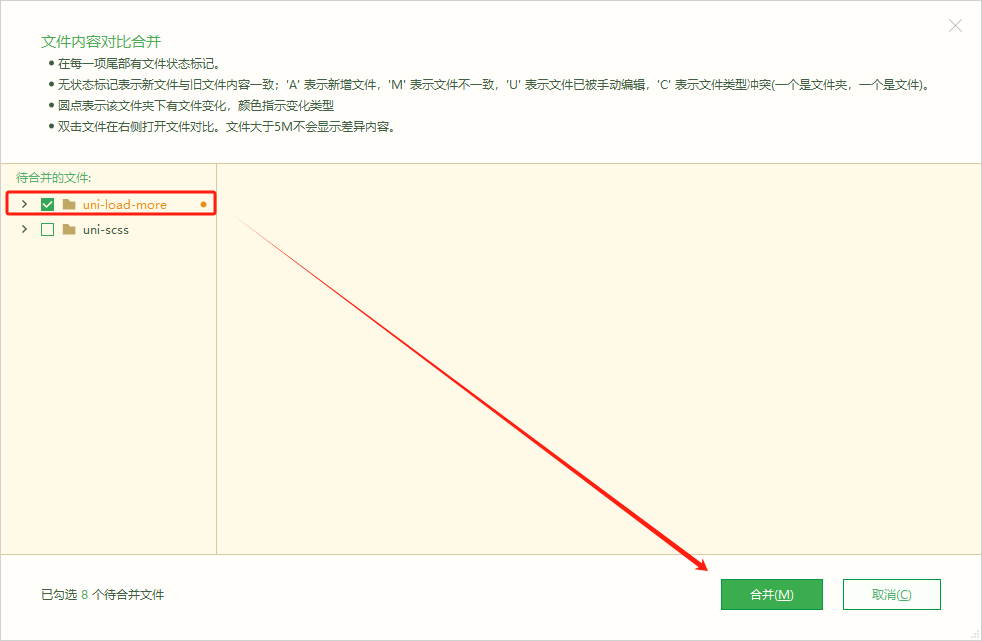 文件内容对比合并
• 在每一项尾部有文件状态标记。
• 无状态标记表示新文件与旧文件内容一致；'A' 表示新增文件，'M' 表示文件不一致，'U' 表示文件已被手动编辑，'C' 表示文件类型冲突(一个是文件夹，一个是文件)。
• 圆点表示该文件夹下有文件变化，颜色指示变化类型
• 双击文件在右侧打开文件对比。文件大于5M不会显示差异内容。
待合并的文件:
uni-load-more
uni-scss
已勾选 8 个待合并文件
合并(M)
取消(C)